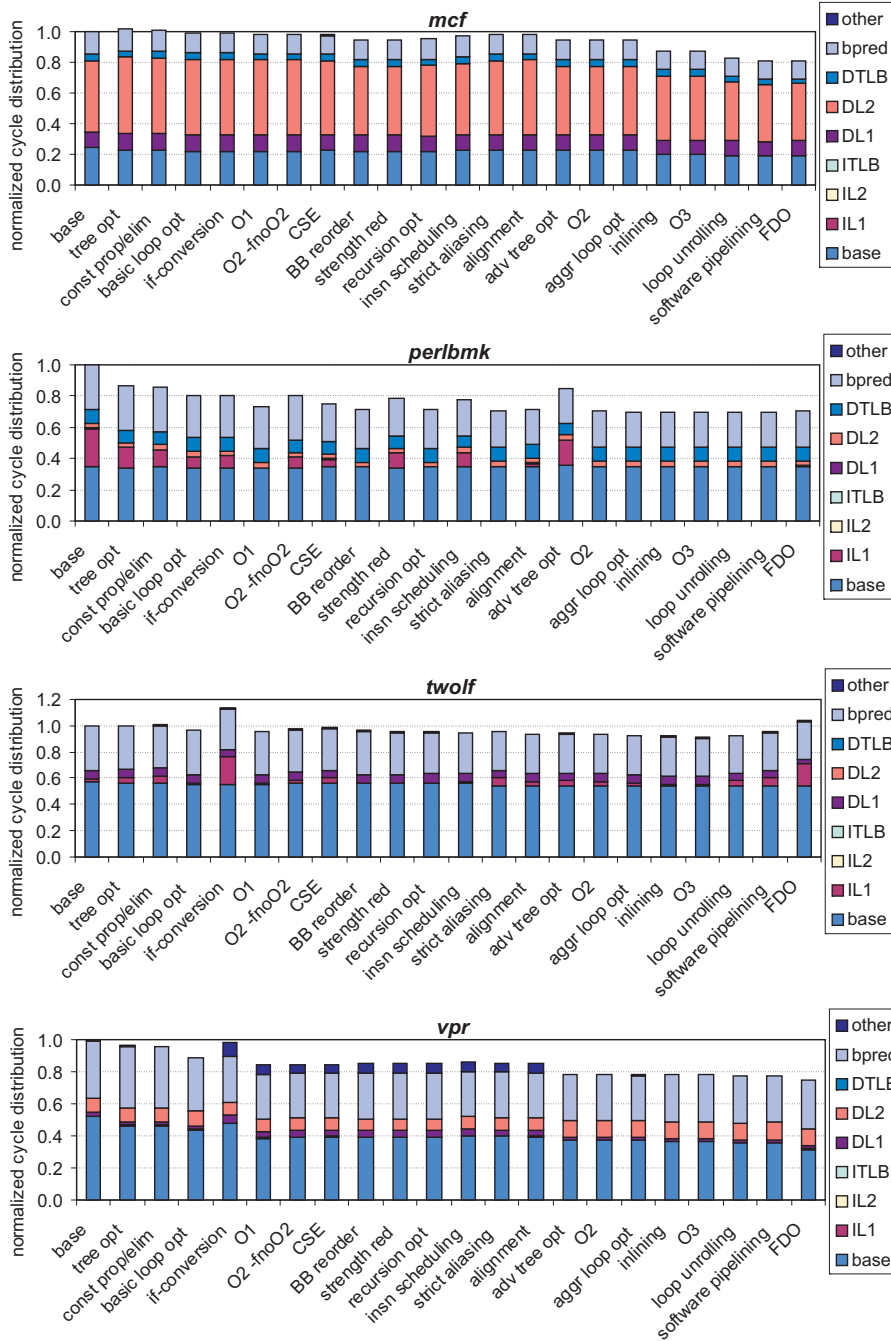 mcf
normalized cycle distribution
1.0
0.8
0.6
0.4
0.2
0.0
base
tree opt
const prop/elim
basic loop opt
if-conversion
O1
O2 -fnoO2
CSE
BB reorder
strength red
recursion opt
insn scheduling
strict aliasing
alignment
adv tree opt
O2
aggr loop opt
inlining
O3
loop unrolling
software pipelining
FDO
other
bpred
DTLB
DL2
DL1
ITLB
IL2
IL1
base
perlbmk
normalized cycle distribution
1.0
0.8
0.6
0.4
0.2
0.0
base
tree opt
const prop/elim
basic loop opt
if-conversion
O1
O2 -fnoO2
CSE
BB reorder
strength red
recursion opt
insn scheduling
strict aliasing
alignment
adv tree opt
O2
aggr loop opt
inlining
O3
loop unrolling
software pipelining
FDO
other
bpred
DTLB
DL2
DL1
ITLB
IL2
IL1
base
twolf
normalized cycle distribution
1.2
1.0
0.8
0.6
0.4
0.2
0.0
base
tree opt
const prop/elim
basic loop opt
if-conversion
O1
O2 -fnoO2
CSE
BB reorder
strength red
recursion opt
insn scheduling
strict aliasing
alignment
adv tree opt
O2
aggr loop opt
inlining
O3
loop unrolling
software pipelining
FDO
other
bpred
DTLB
DL2
DL1
ITLB
IL2
IL1
base
vpr
normalized cycle distribution
1.0
0.8
0.6
0.4
0.2
0.0
base
tree opt
const prop/elim
basic loop opt
if-conversion
O1
O2 -fnoO2
CSE
BB reorder
strength red
recursion opt
insn scheduling
strict aliasing
alignment
adv tree opt
O2
aggr loop opt
inlining
O3
loop unrolling
software pipelining
FDO
other
bpred
DTLB
DL2
DL1
ITLB
IL2
IL1
base